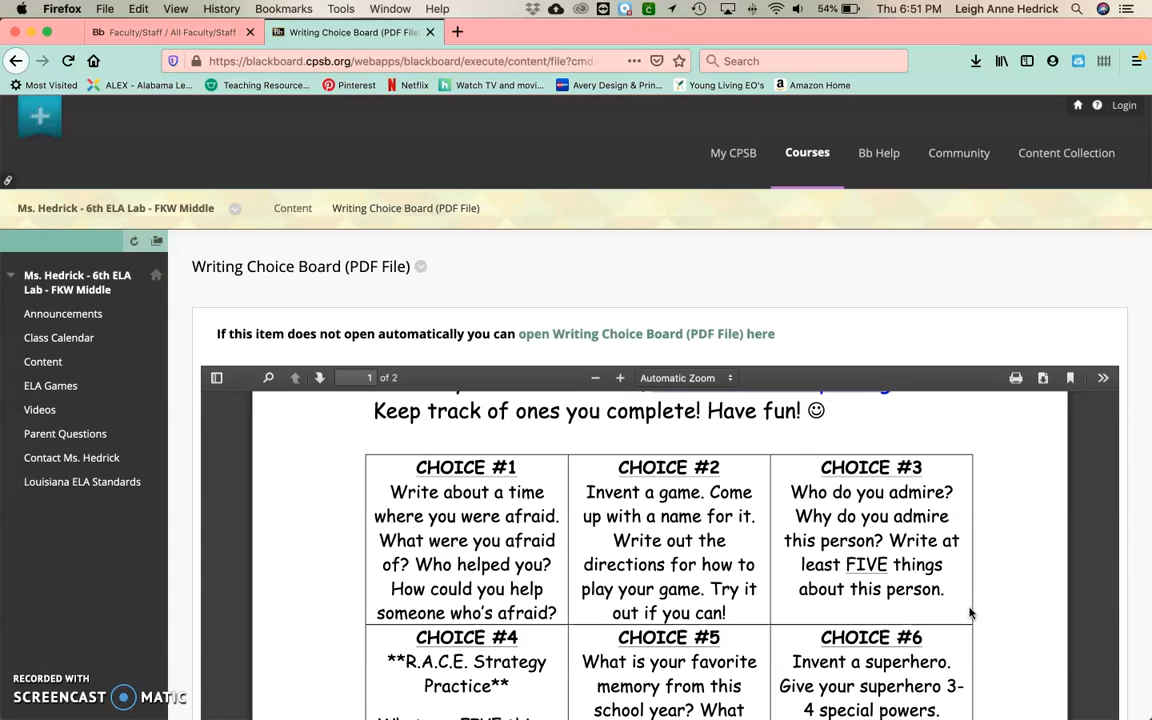 Firefox File Edit View History Bookmarks Tools Window Help 54% Thu 6:51 PM Leigh Anne Hedrick
Bb Faculty/Staff / All Faculty/Staff Writing Choice Board (PDF File
https://blackboard.cpsb.org/webapps/blackboard/execute/content/file?cmd= Search
Most Visited ALEX - Alabama Le... Teaching Resource... Pinterest Netflix Watch TV and movi... Avery Design & Prin... Young Living EO's Amazon Home
Login
My CPSB Courses Bb Help Community Content Collection
Ms. Hedrick - 6th ELA Lab - FKW Middle Content Writing Choice Board (PDF File)
Ms. Hedrick - 6th ELA
Lab - FKW Middle
Announcements
Class Calendar
Content
ELA Games
Videos
Parent Questions
Contact Ms. Hedrick
Louisiana ELA Standards
Writing Choice Board (PDF File)
If this item does not open automatically you can open Writing Choice Board (PDF File) here
1 of 2 Automatic Zoom
Keep track of ones you complete! Have fun! ☺
CHOICE #1
Write about a time
where you were afraid.
What were you afraid
of? Who helped you?
How could you help
someone who's afraid?
CHOICE #2
Invent a game. Come
up with a name for it.
Write out the
directions for how to
play your game. Try it
out if you can!
CHOICE #3
Who do you admire?
Why do you admire
this person? Write at
least FIVE things
about this person.
CHOICE #4
**R.A.C.E. Strategy
Practice**
CHOICE #5
What is your favorite
memory from this
school year? What
CHOICE #6
Invent a superhero.
Give your superhero 3-
4 special powers.
RECORDED WITH
SCREENCAST MATIC